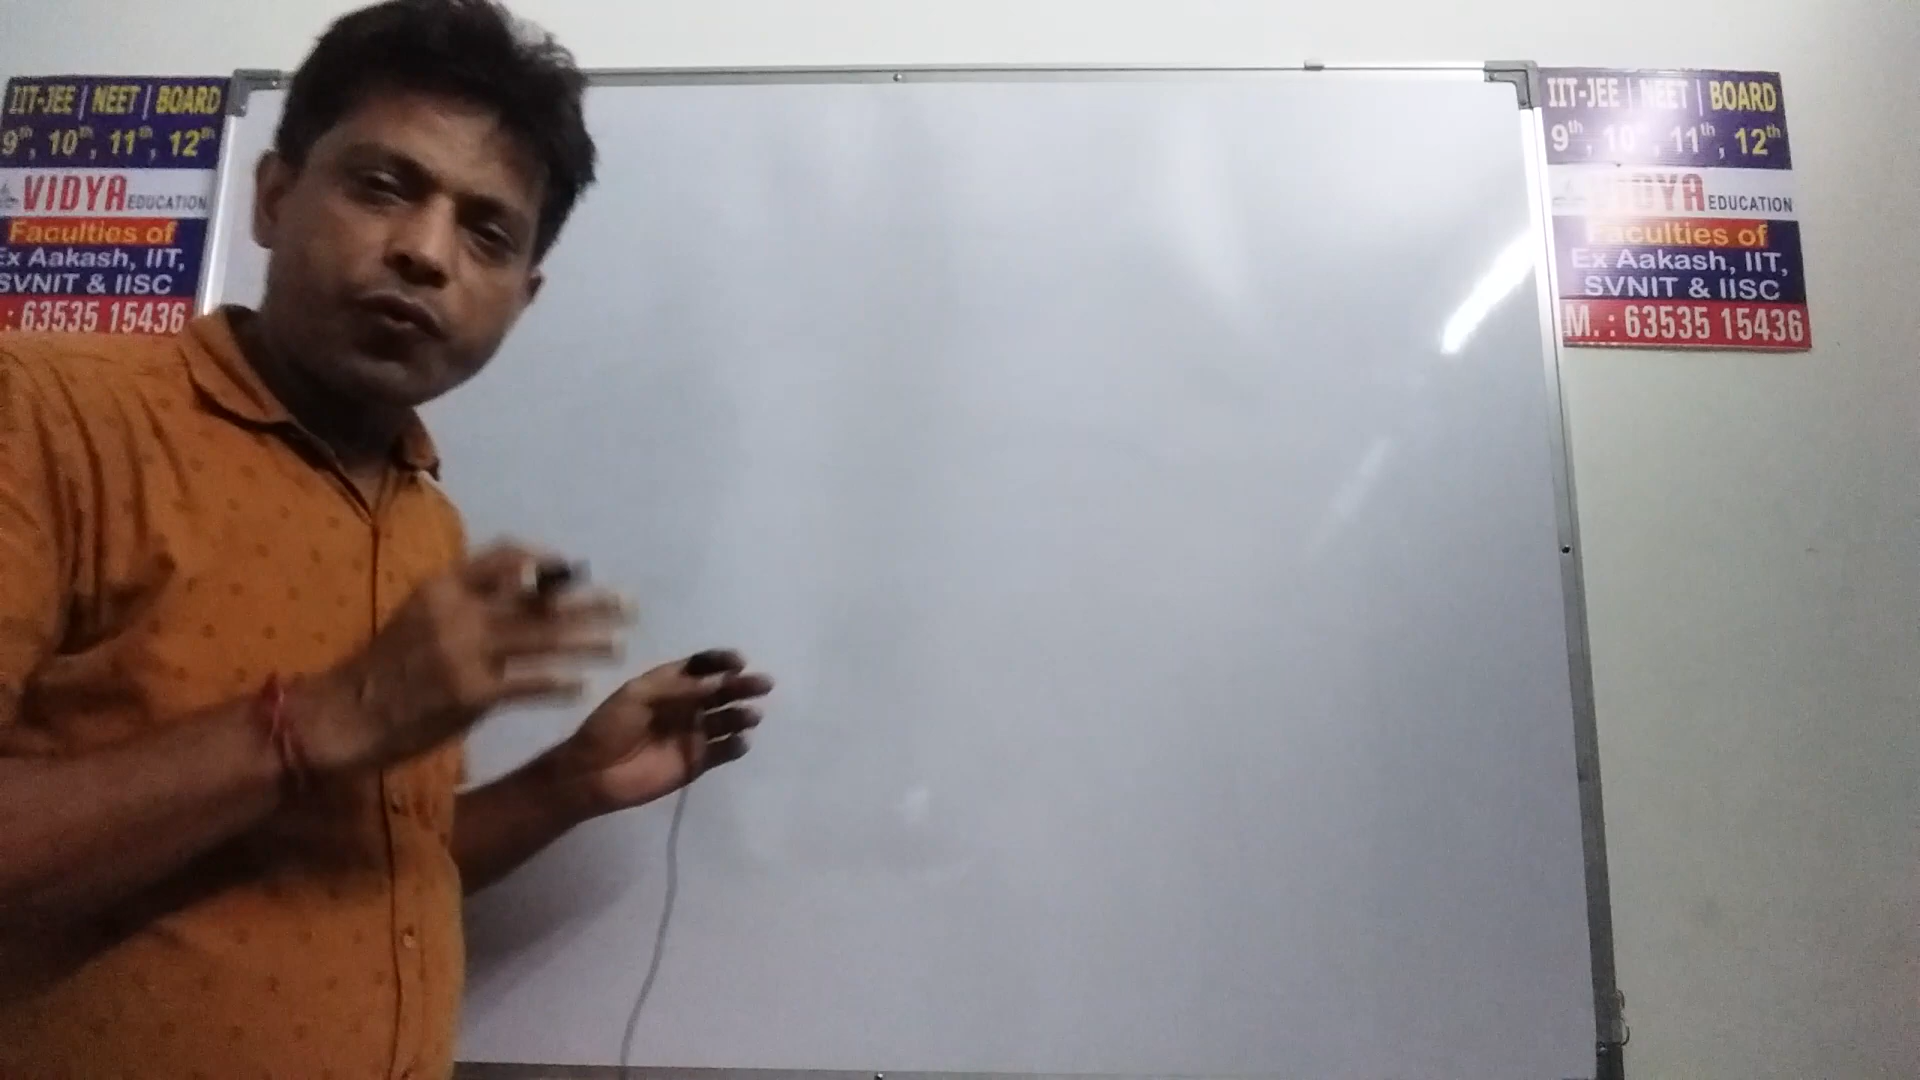 IIT-JEE | NEET | BOARD
9th, 10th, 11th, 12th
VIDYA EDUCATION
Faculties of
Ex Aakash, IIT,
SVNIT & IISC
: 63535 15436
IIT-JEE | NEET | BOARD
9th, 10th, 11th, 12th
VIDYA EDUCATION
Faculties of
Ex Aakash, IIT,
SVNIT & IISC
M. : 63535 15436